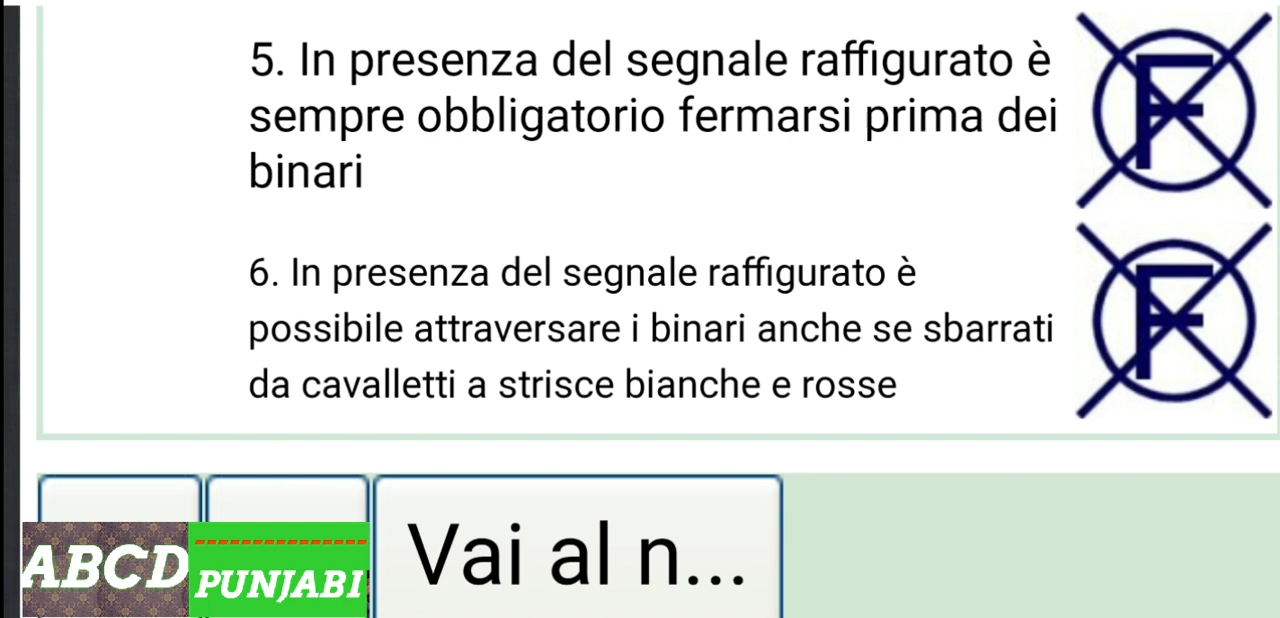 5. In presenza del segnale raffigurato è
sempre obbligatorio fermarsi prima dei
binari
F
6. In presenza del segnale raffigurato è
possibile attraversare i binari anche se sbarrati
da cavalletti a strisce bianche e rosse
F
Vai al n...
ABCD
PUNJABI